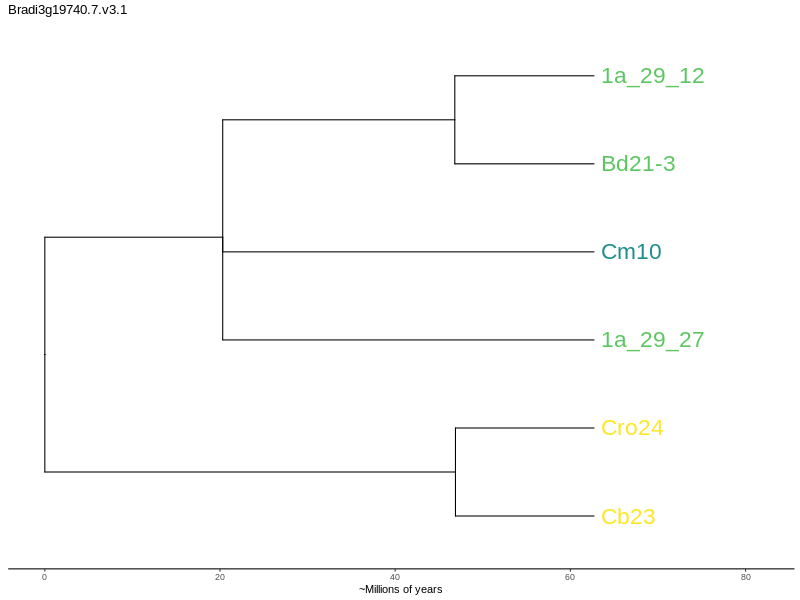 Bradi3g19740.7.v3.1
1a_29_12
Bd21-3
Cm10
1a_29_27
Cro24
Cb23
0 20 40 60 80
~Millions of years